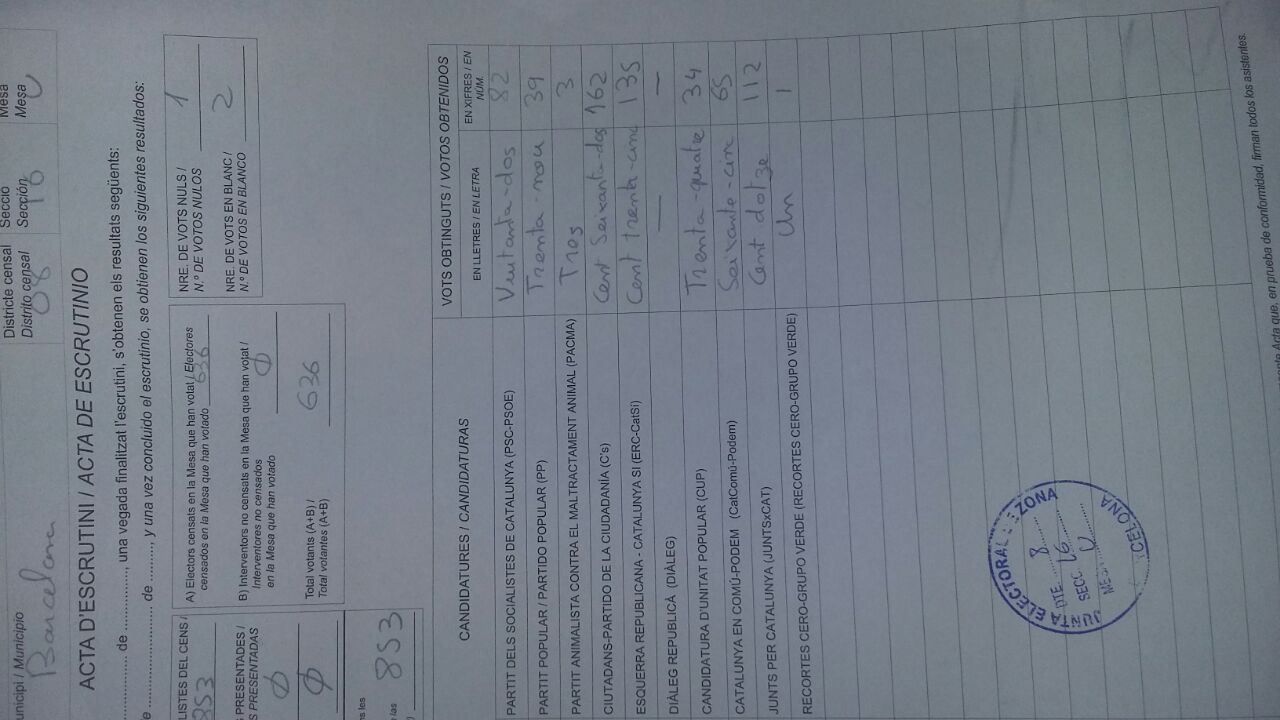 unicipi / Municipio
Barcelona
Districte censal
Distrito censal
08
Secció
Sección
16
Mesa
Mesa
U
ACTA D'ESCRUTINI / ACTA DE ESCRUTINIO
de ................, una vegada finalitzat l'escrutini, s'obtenen els resultats següents:
de .........., y una vez concluido el escrutinio, se obtienen los siguientes resultados:
LISTES DEL CENS /
853
PRESENTADES /
PRESENTADAS
Ø
Ø
853
A) Electors censats en la Mesa que han votat / Electores
censados en la Mesa que han votado 636
B) Interventors no censats en la Mesa que han votat /
Interventores no censados
en la Mesa que han votado Ø
Total votants (A+B) /
Total votantes (A+B) 636
NRE. DE VOTS NULS /
N.º DE VOTOS NULOS 1
NRE. DE VOTS EN BLANC /
N.º DE VOTOS EN BLANCO 2
CANDIDATURES / CANDIDATURAS
VOTS OBTINGUTS / VOTOS OBTENIDOS
EN LLETRES / EN LETRA
EN XIFRES / EN
NÚM.
PARTIT DELS SOCIALISTES DE CATALUNYA (PSC-PSOE) Vuitanta-dos 82
PARTIT POPULAR / PARTIDO POPULAR (PP) Trenta-nou 39
PARTIT ANIMALISTA CONTRA EL MALTRACTAMENT ANIMAL (PACMA) Tres 3
CIUTADANS-PARTIDO DE LA CIUDADANÍA (C's) Cent Seixanta-dos 162
ESQUERRA REPUBLICANA - CATALUNYA SI (ERC-CatSí) Cent trenta-cinc 135
DIÀLEG REPUBLICÀ (DIÀLEG) — —
CANDIDATURA D'UNITAT POPULAR (CUP) Trenta-quatre 34
CATALUNYA EN COMÚ-PODEM (CatComú-Podem) Seixanta-cinc 65
JUNTS PER CATALUNYA (JUNTSxCAT) Cent dotze 112
RECORTES CERO-GRUPO VERDE (RECORTES CERO-GRUPO VERDE) Un 1
JUNTA ELECTORAL
ZONA
DTE. 8
SECC. 16
MESA U
Acta que, en prueba de conformidad, firman todos los asistentes.